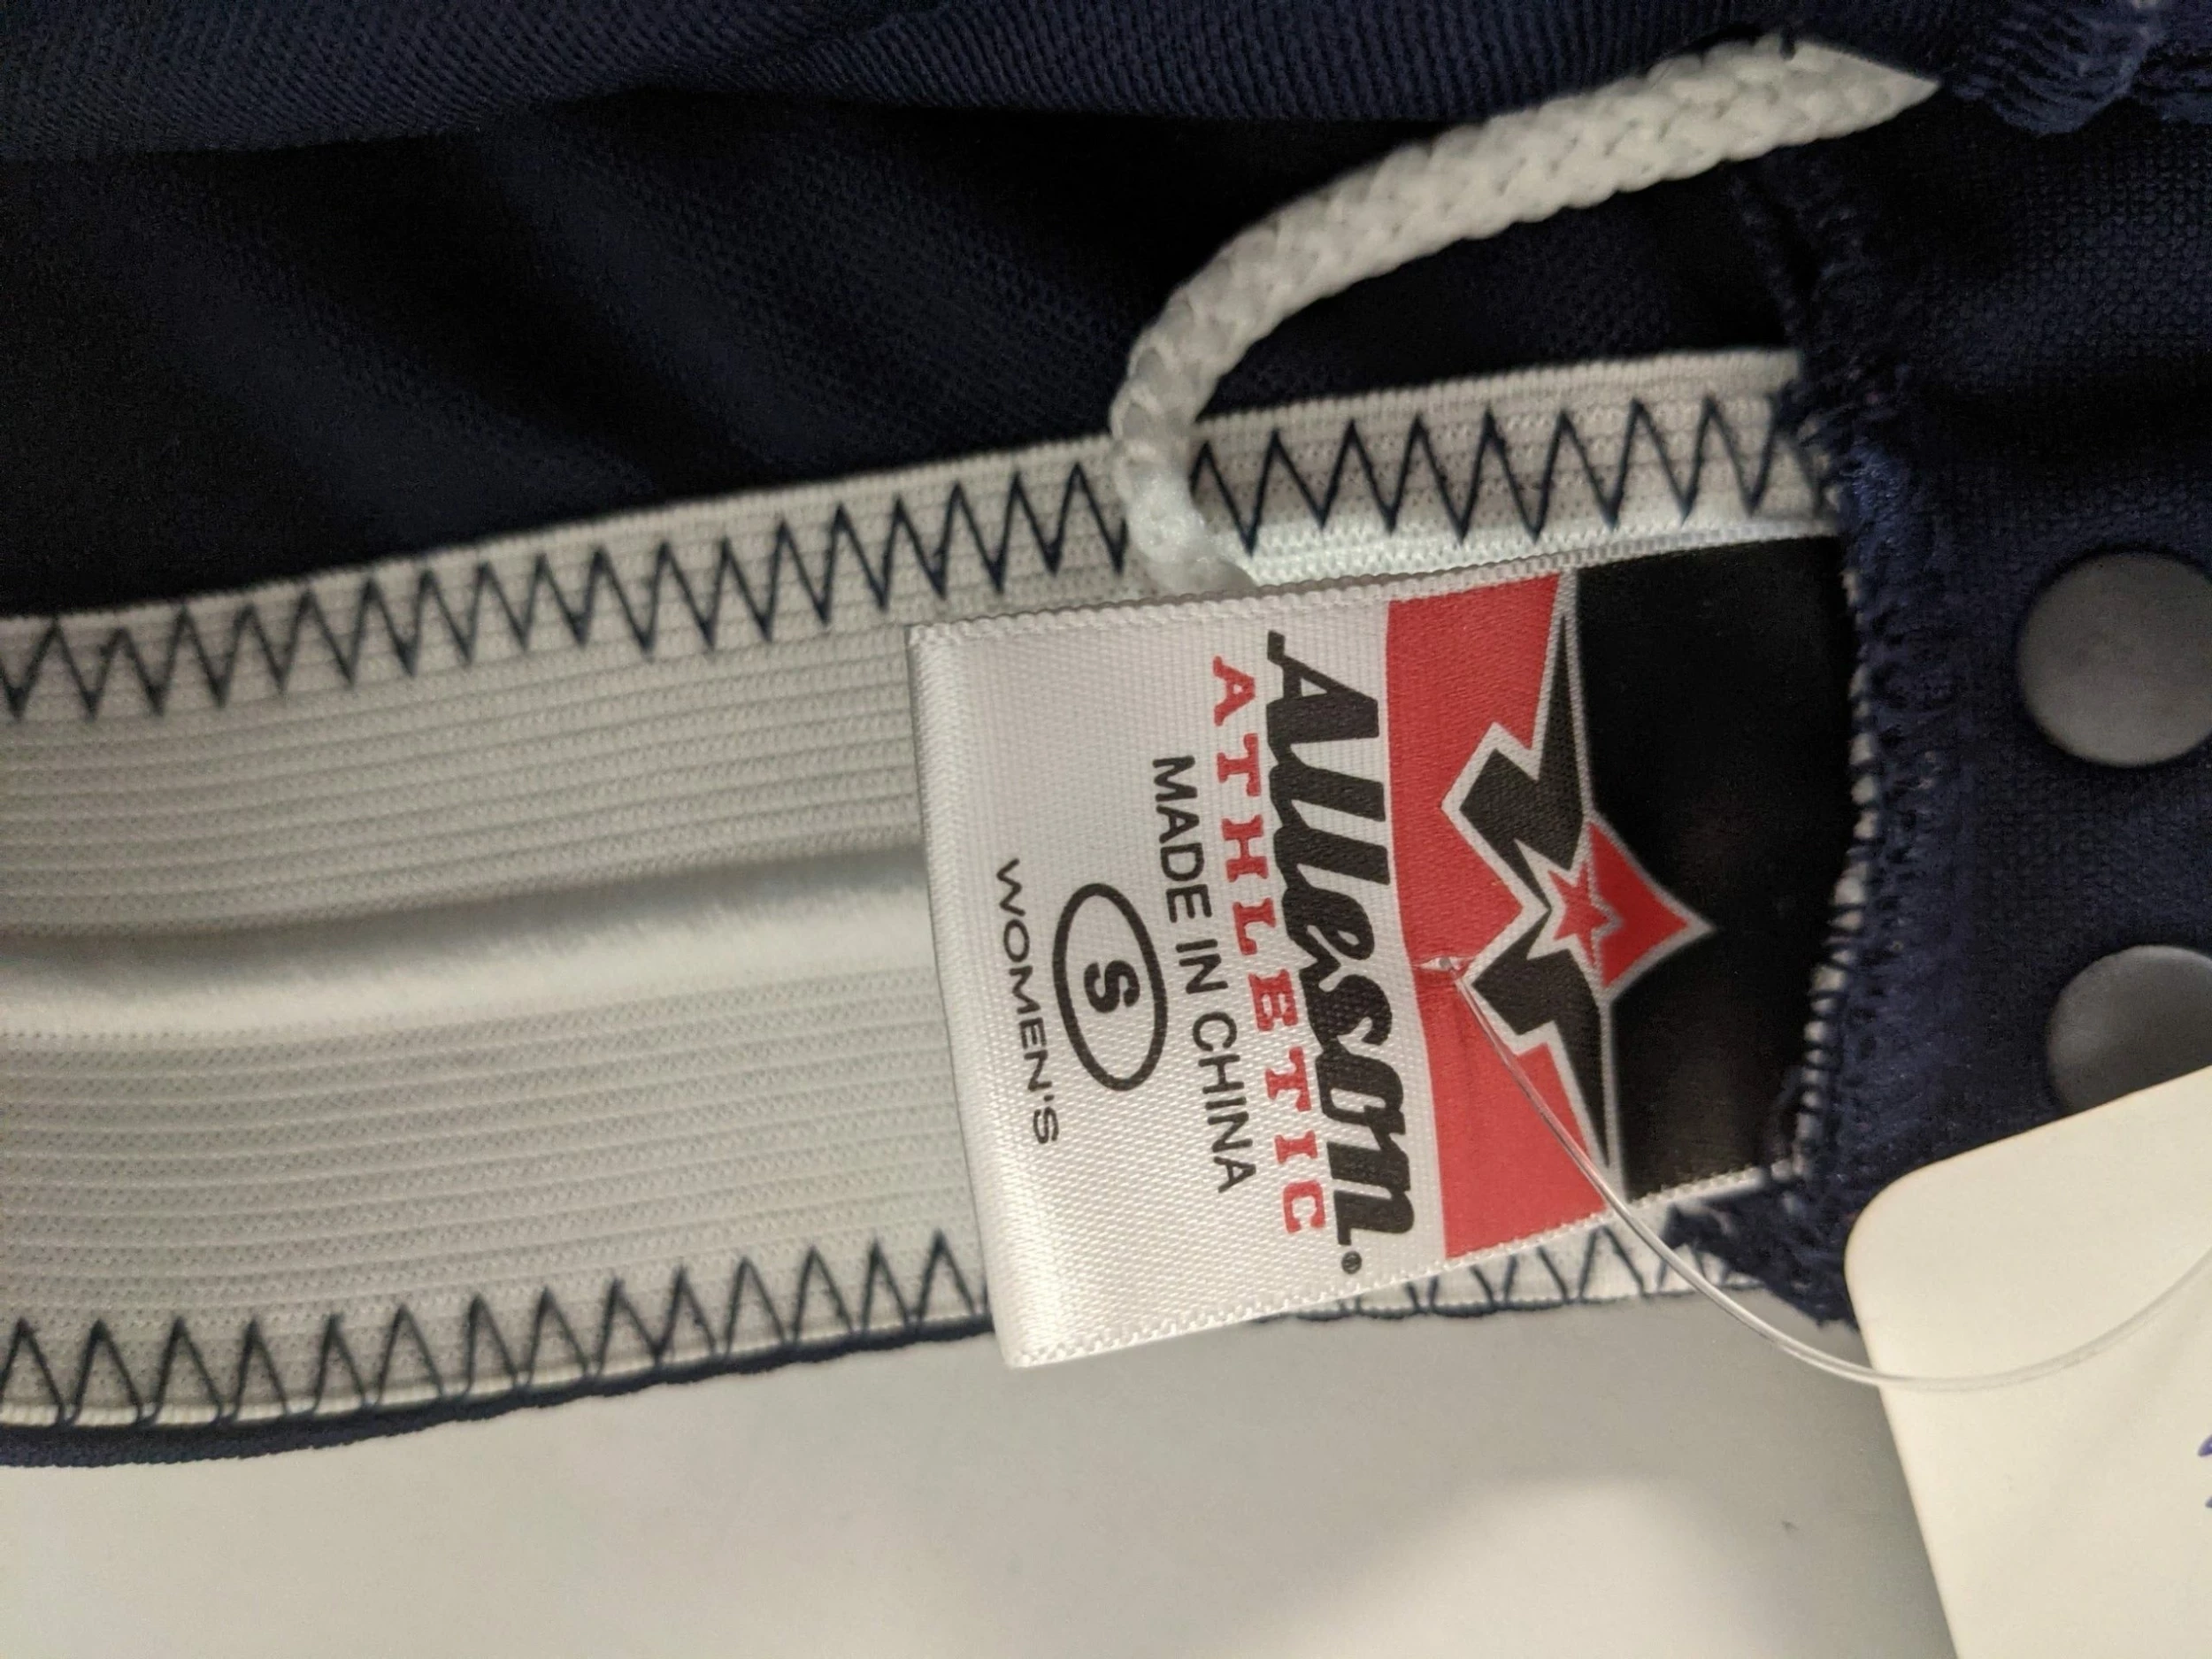 Alleson®
ATHLETIC
MADE IN CHINA
S
WOMEN'S